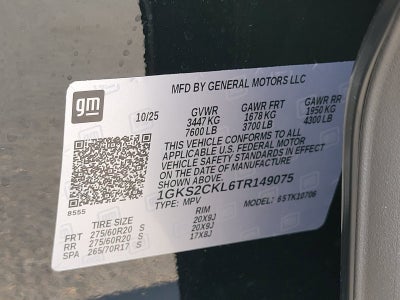 gm
MFD BY GENERAL MOTORS LLC
10/25 GVWR GAWR FRT GAWR RR
3447 KG 1678 KG 1950 KG
7600 LB 3700 LB 4300 LB
THIS VEHICLE CONFORMS TO ALL
APPLICABLE U.S. FEDERAL MOTOR
VEHICLE SAFETY STANDARDS IN EFFECT
ON THE DATE OF MANUFACTURE
SHOWN ABOVE.
1GKS2CKL6TR149075
TYPE: MPV MODEL: 6STK10706
8555
TIRE SIZE RIM
FRT 275/60R20 S 20X9J
RR 275/60R20 S 20X9J
SPA 265/70R17 S 17X8J